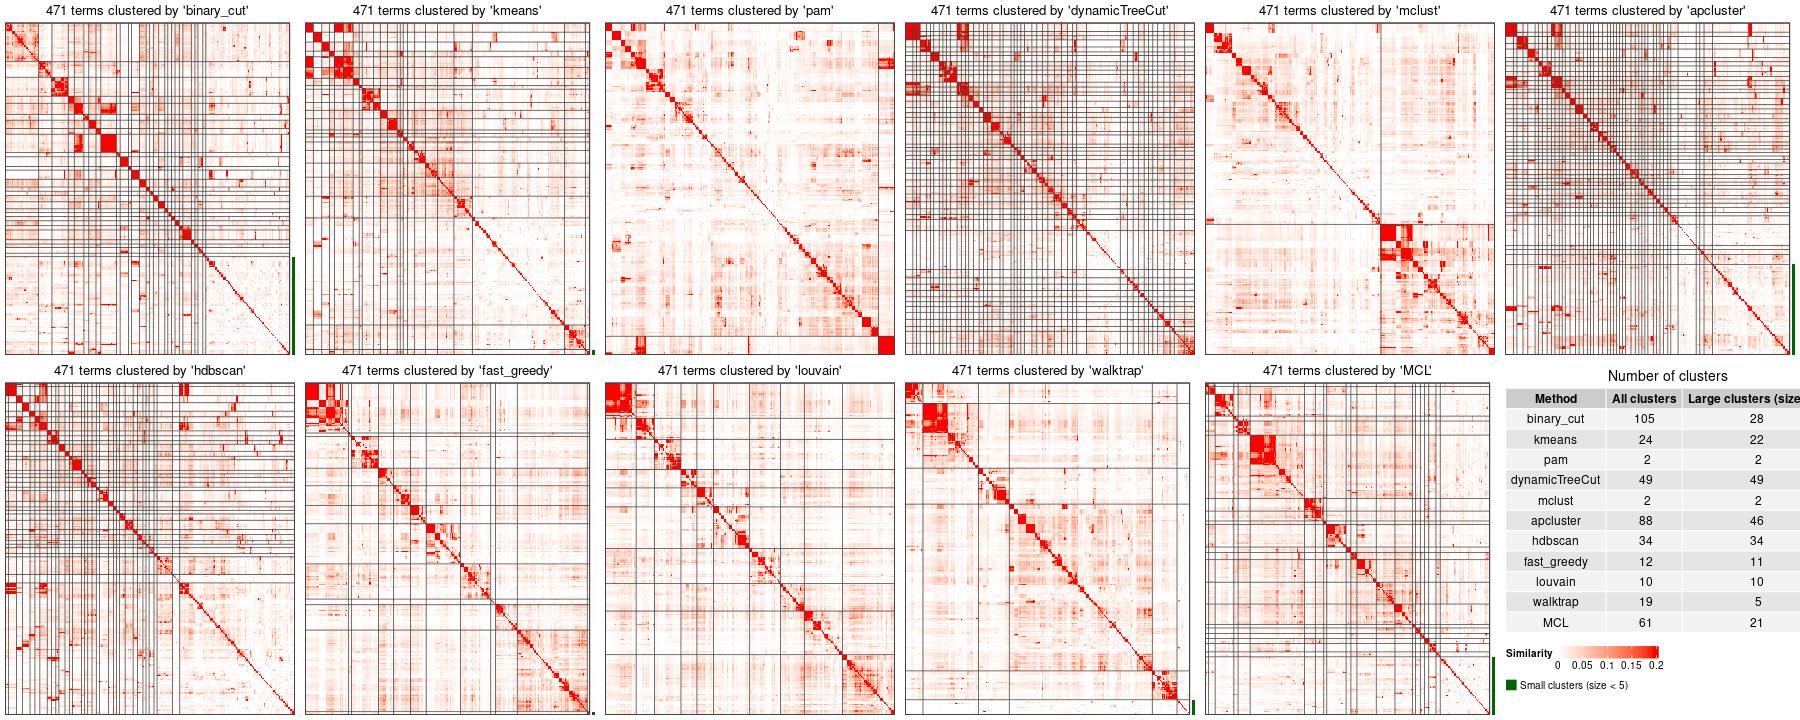 471 terms clustered by 'binary_cut'
471 terms clustered by 'kmeans'
471 terms clustered by 'pam'
471 terms clustered by 'dynamicTreeCut'
471 terms clustered by 'mclust'
471 terms clustered by 'apcluster'
471 terms clustered by 'hdbscan'
471 terms clustered by 'fast_greedy'
471 terms clustered by 'louvain'
471 terms clustered by 'walktrap'
471 terms clustered by 'MCL'
Number of clusters
Method All clusters Large clusters (size
binary_cut 105 28
kmeans 24 22
pam 2 2
dynamicTreeCut 49 49
mclust 2 2
apcluster 88 46
hdbscan 34 34
fast_greedy 12 11
louvain 10 10
walktrap 19 5
MCL 61 21
Similarity
0 0.05 0.1 0.15 0.2
Small clusters (size < 5)